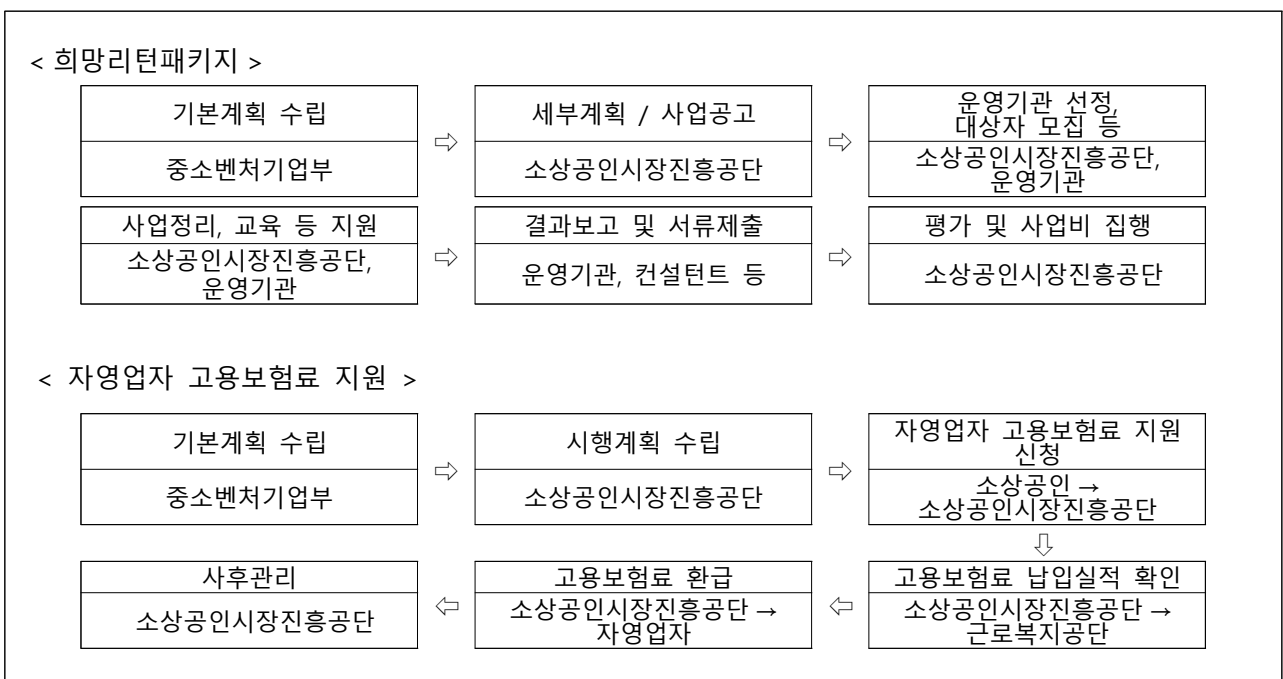 < 희망리턴패키지 >
기본계획 수립
중소벤처기업부
⇨
세부계획 / 사업공고
소상공인시장진흥공단
⇨
운영기관 선정,
대상자 모집 등
소상공인시장진흥공단,
운영기관
사업정리, 교육 등 지원
소상공인시장진흥공단,
운영기관
⇨
결과보고 및 서류제출
운영기관, 컨설턴트 등
⇨
평가 및 사업비 집행
소상공인시장진흥공단
< 자영업자 고용보험료 지원 >
기본계획 수립
중소벤처기업부
⇨
시행계획 수립
소상공인시장진흥공단
⇨
자영업자 고용보험료 지원
신청
소상공인 →
소상공인시장진흥공단
⇩
고용보험료 납입실적 확인
소상공인시장진흥공단 →
근로복지공단
⇦
고용보험료 환급
소상공인시장진흥공단 →
자영업자
⇦
사후관리
소상공인시장진흥공단